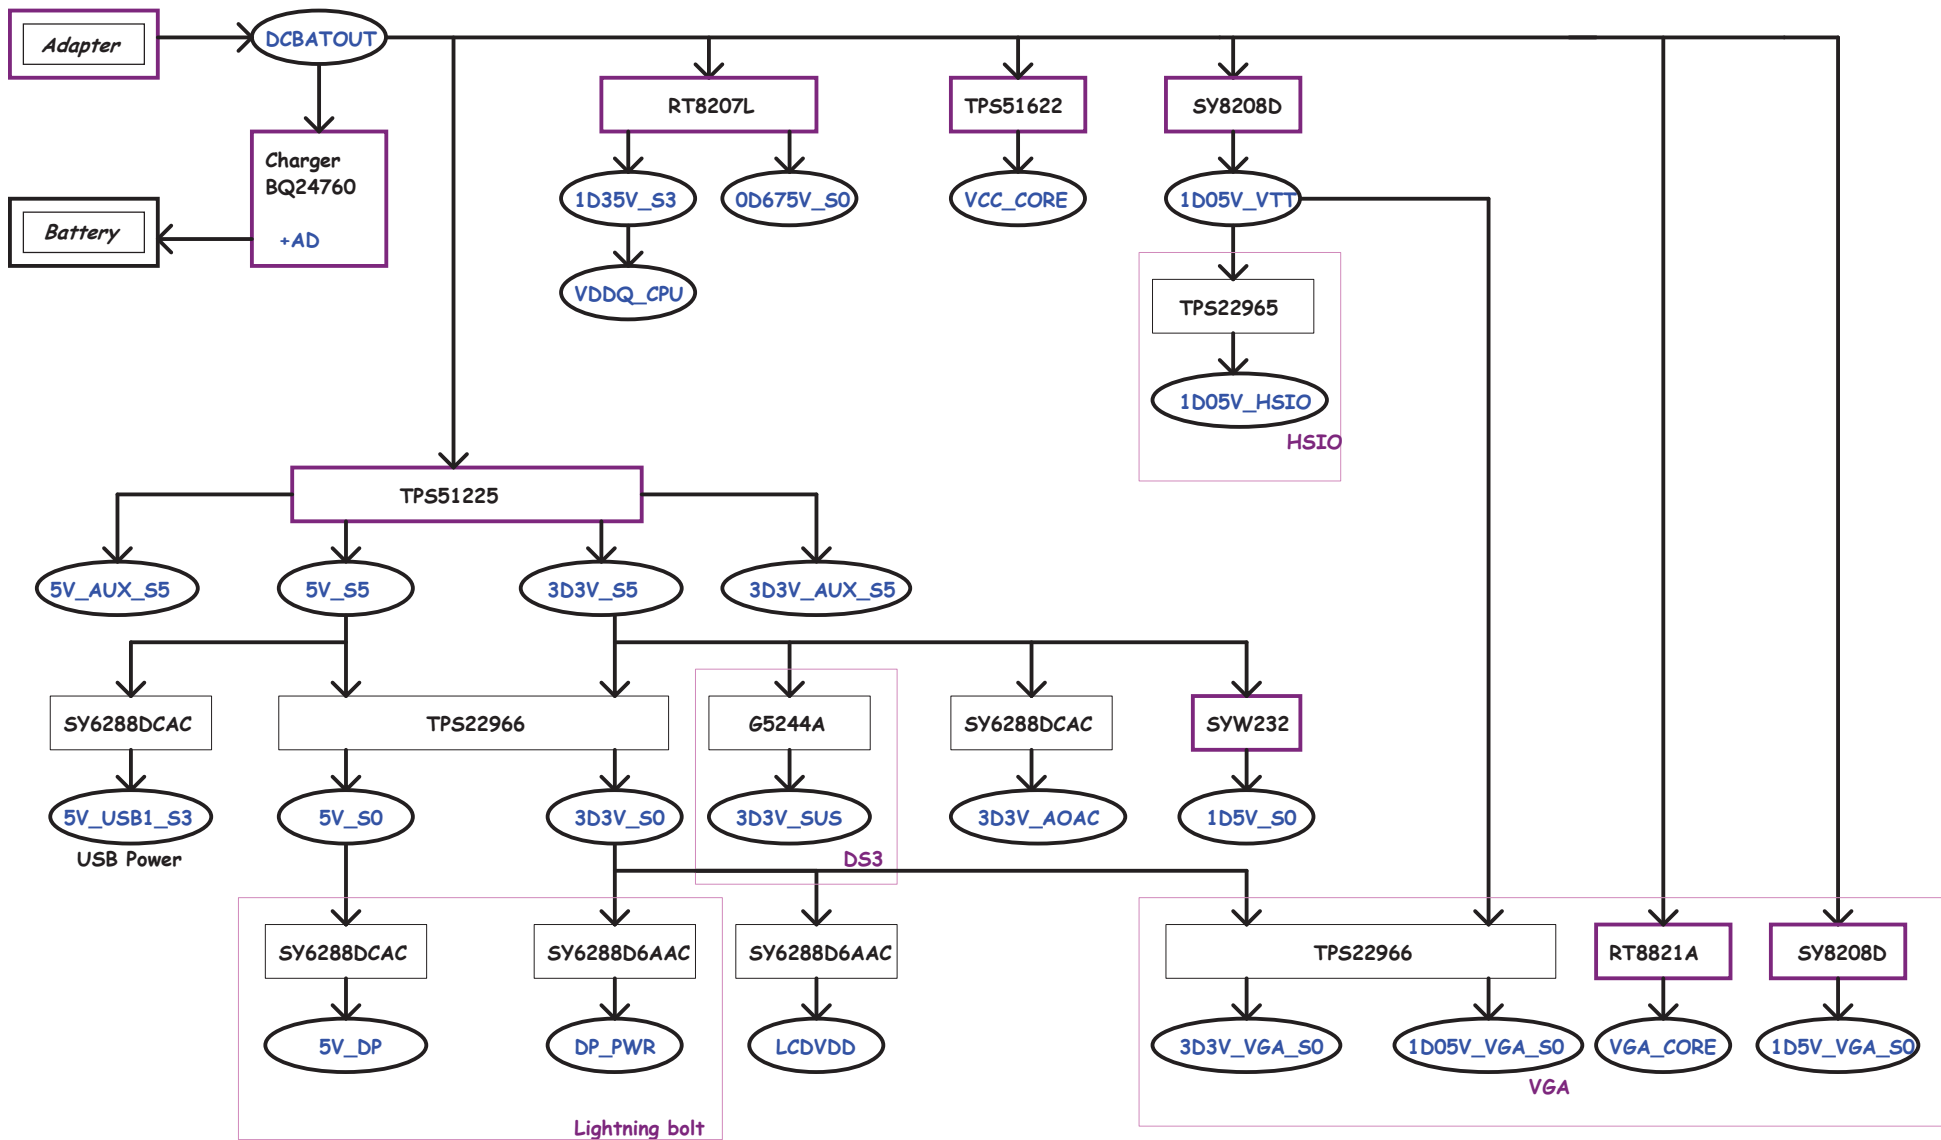 Adapter
DCBATOUT
RT8207L
TPS51622
SY8208D
Charger
BQ24760
+AD
Battery
1D35V_S3
0D675V_S0
VCC_CORE
1D05V_VTT
VDDQ_CPU
TPS22965
1D05V_HSIO
HSIO
TPS51225
5V_AUX_S5
5V_S5
3D3V_S5
3D3V_AUX_S5
SY6288DCAC
TPS22966
G5244A
SY6288DCAC
SYW232
5V_USB1_S3
5V_S0
3D3V_S0
3D3V_SUS
3D3V_AOAC
1D5V_S0
USB Power
DS3
SY6288DCAC
SY6288D6AAC
SY6288D6AAC
TPS22966
RT8821A
SY8208D
5V_DP
DP_PWR
LCDVDD
3D3V_VGA_S0
1D05V_VGA_S0
VGA_CORE
1D5V_VGA_S0
VGA
Lightning bolt